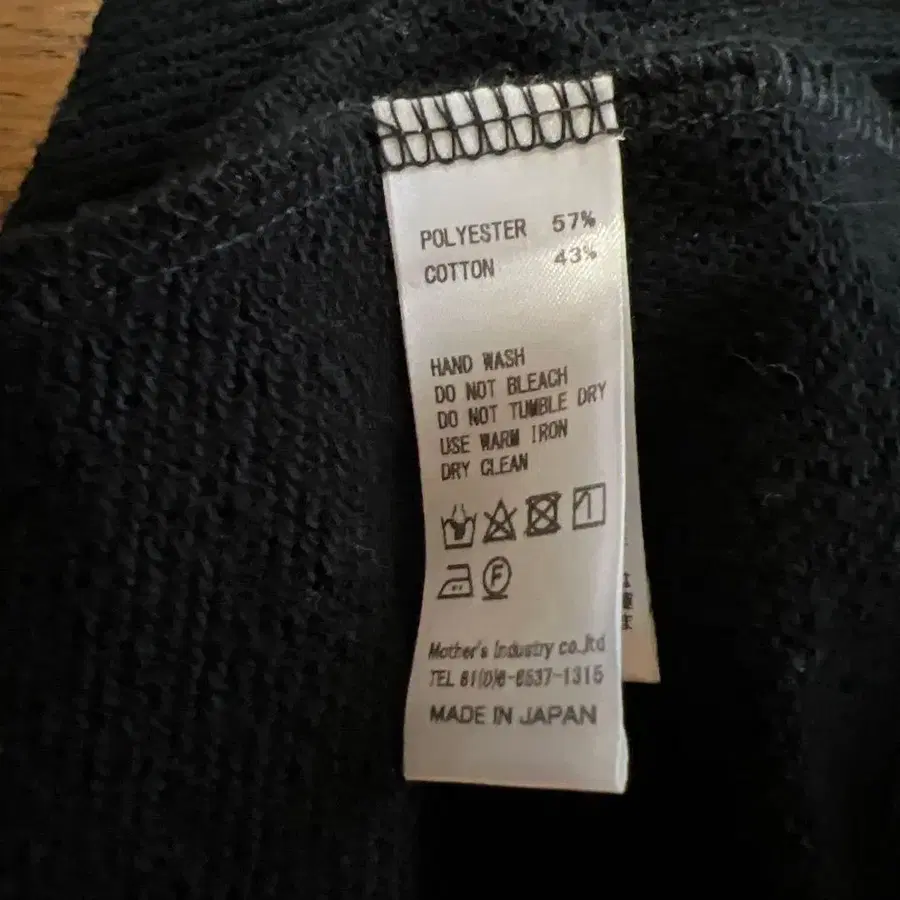 POLYESTER 57%
COTTON 43%
HAND WASH
DO NOT BLEACH
DO NOT TUMBLE DRY
USE WARM IRON
DRY CLEAN
F
Mother's Industry co.,ltd
TEL 81(0)6-6537-1315
MADE IN JAPAN